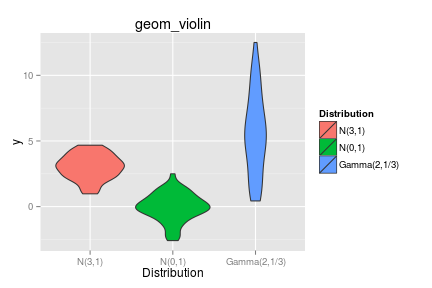 geom_violin
10
5
0
y
N(3,1)
N(0,1)
Gamma(2,1/3)
Distribution
Distribution
N(3,1)
N(0,1)
Gamma(2,1/3)